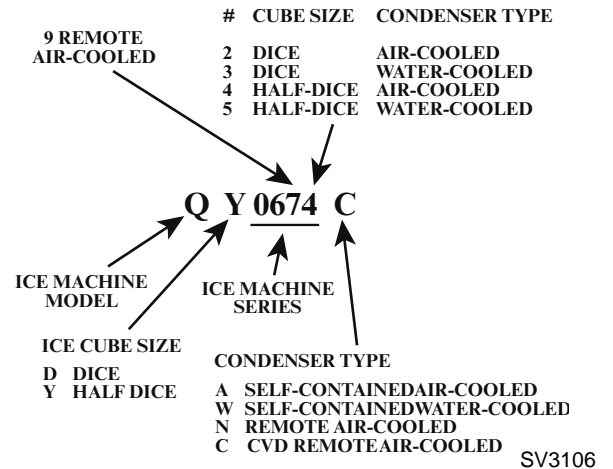 # CUBE SIZE CONDENSER TYPE
9 REMOTE
AIR-COOLED
2 DICE AIR-COOLED
3 DICE WATER-COOLED
4 HALF-DICE AIR-COOLED
5 HALF-DICE WATER-COOLED
Q Y 0674 C
ICE MACHINE
MODEL
ICE MACHINE
SERIES
ICE CUBE SIZE
D DICE
Y HALF DICE
CONDENSER TYPE
A SELF-CONTAINEDAIR-COOLED
W SELF-CONTAINEDWATER-COOLED
N REMOTE AIR-COOLED
C CVD REMOTEAIR-COOLED
SV3106